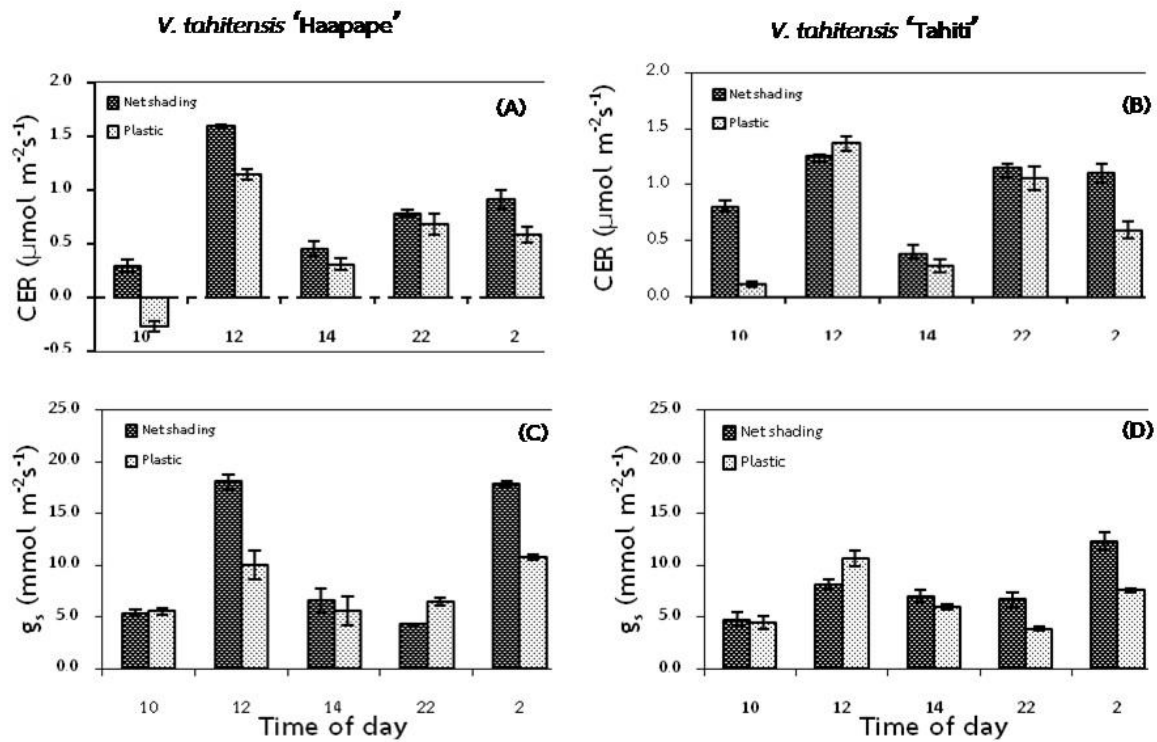 V. tahitensis 'Haapape'
V. tahitensis 'Tahiti'
CER (μmol m⁻²s⁻¹)
2.0
1.5
1.0
0.5
0.0
-0.5
Net shading
Plastic
(A)
10 12 14 22 2
CER (μmol m⁻²s⁻¹)
2.0
1.5
1.0
0.5
0.0
Net shading
Plastic
(B)
10 12 14 22 2
gₛ (mmol m⁻²s⁻¹)
25.0
20.0
15.0
10.0
5.0
0.0
Net shading
Plastic
(C)
10 12 14 22 2
Time of day
gₛ (mmol m⁻²s⁻¹)
25.0
20.0
15.0
10.0
5.0
0.0
Net shading
Plastic
(D)
10 12 14 22 2
Time of day